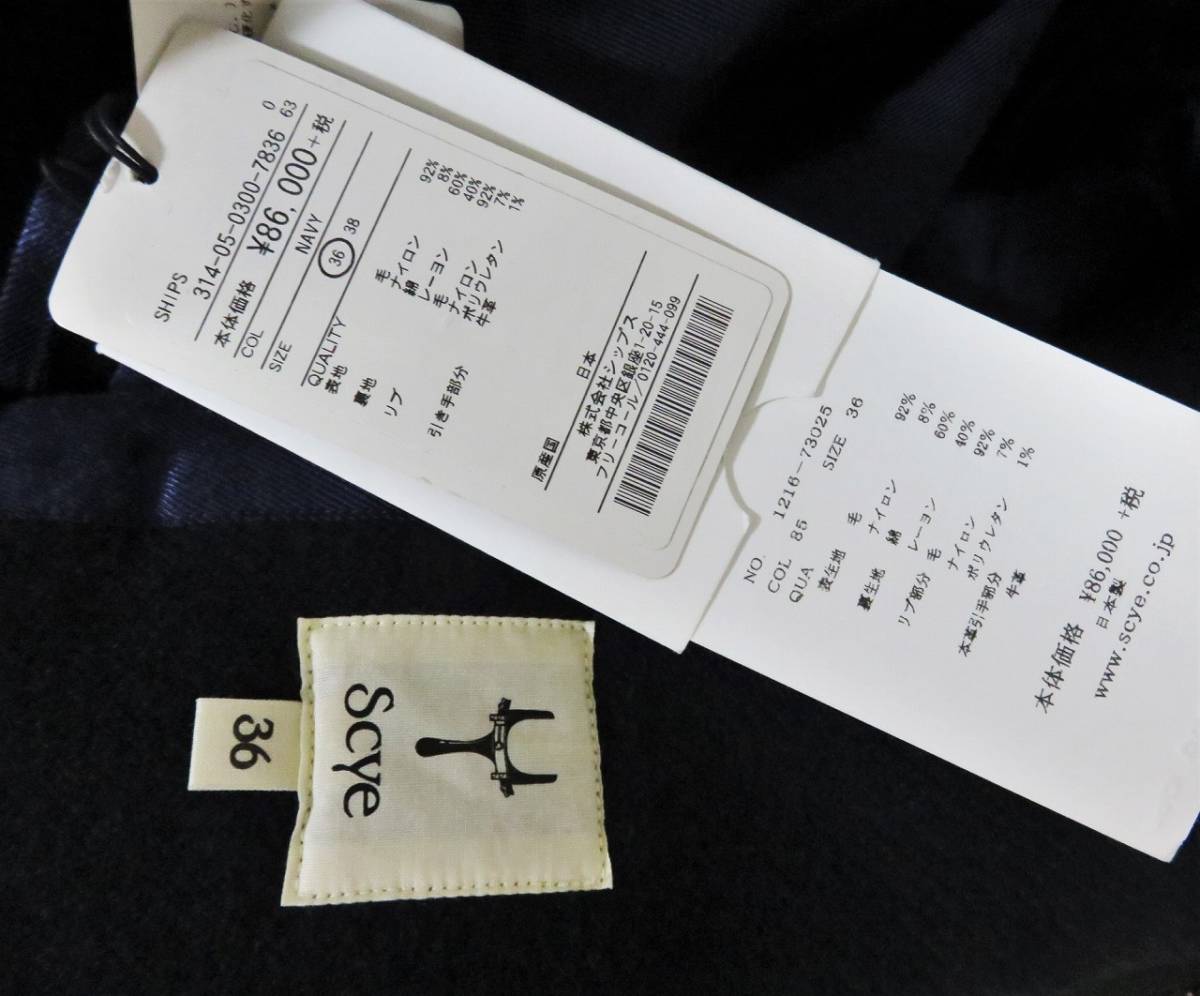 SHIPS
314-05-0300-7836 0
63
本体価格 ¥86,000+税
COL NAVY
SIZE 36 38
QUALITY
表地 毛 92%
ナイロン 8%
裏地 綿 60%
レーヨン 40%
リブ 毛 92%
ナイロン 7%
ポリウレタン 1%
引き手部分 牛革
原産国 日本
株式会社シップス
東京都中央区銀座1-20-15
フリーコール/0120-444-099
NO. 1216-73025
COL 85 SIZE 36
QUA
表生地 毛 92%
ナイロン 8%
裏生地 綿 60%
レーヨン 40%
リブ部分 毛 92%
ナイロン 7%
ポリウレタン 1%
本革引手部分 牛革
本体価格 ¥86,000 +税
日本製
www.scye.co.jp
Scye
36